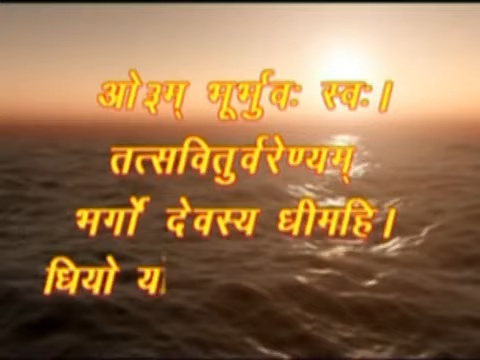 ओ३म् भूर्भुवः स्वः।
तत्सवितुर्वरेण्यम्
भर्गो देवस्य धीमहि।
धियो